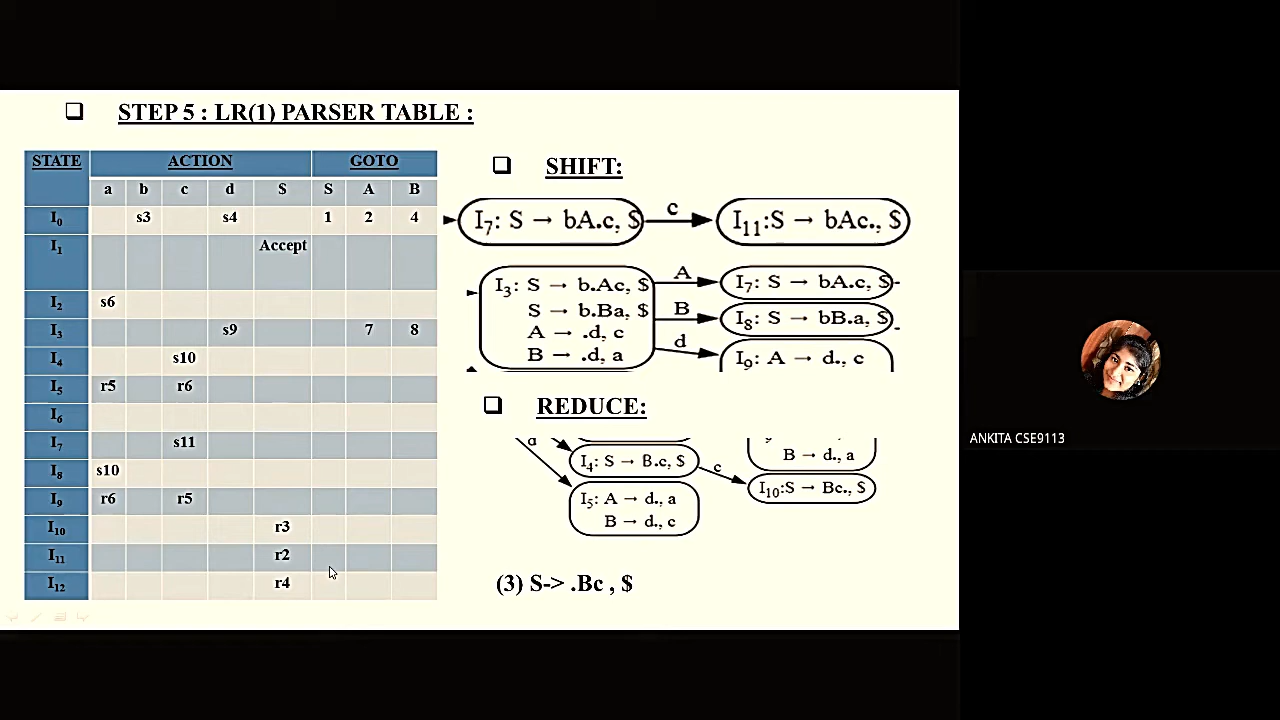 ❑ STEP 5 : LR(1) PARSER TABLE :
STATE ACTION GOTO
a b c d $ S A B
I0 s3 s4 1 2 4
I1 Accept
I2 s6
I3 s9 7 8
I4 s10
I5 r5 r6
I6
I7 s11
I8 s10
I9 r6 r5
I10 r3
I11 r2
I12 r4
❑ SHIFT:
I7: S → bA.c, $ c I11:S → bAc., $
I3: S → b.Ac, $ A I7: S → bA.c, $
S → b.Ba, $ B I8: S → bB.a, $
A → .d, c
B → .d, a d I9: A → d., c
❑ REDUCE:
d I4: S → B.c, $ c B → d., a
I10:S → Bc., $
I5: A → d., a
B → d., c
(3) S-> .Bc , $
ANKITA CSE9113